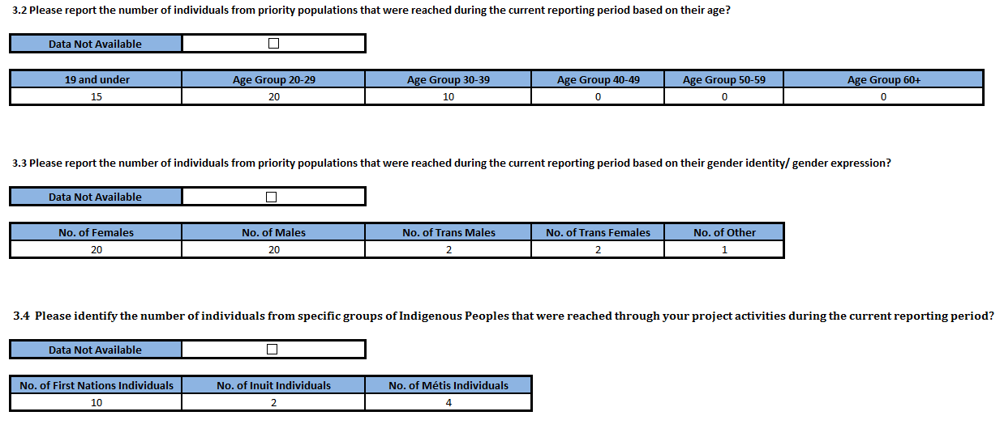 3.2 Please report the number of individuals from priority populations that were reached during the current reporting period based on their age?
Data Not Available ☐
19 and under Age Group 20-29 Age Group 30-39 Age Group 40-49 Age Group 50-59 Age Group 60+
15 20 10 0 0 0
3.3 Please report the number of individuals from priority populations that were reached during the current reporting period based on their gender identity/ gender expression?
Data Not Available ☐
No. of Females No. of Males No. of Trans Males No. of Trans Females No. of Other
20 20 2 2 1
3.4 Please identify the number of individuals from specific groups of Indigenous Peoples that were reached through your project activities during the current reporting period?
Data Not Available ☐
No. of First Nations Individuals No. of Inuit Individuals No. of Métis Individuals
10 2 4